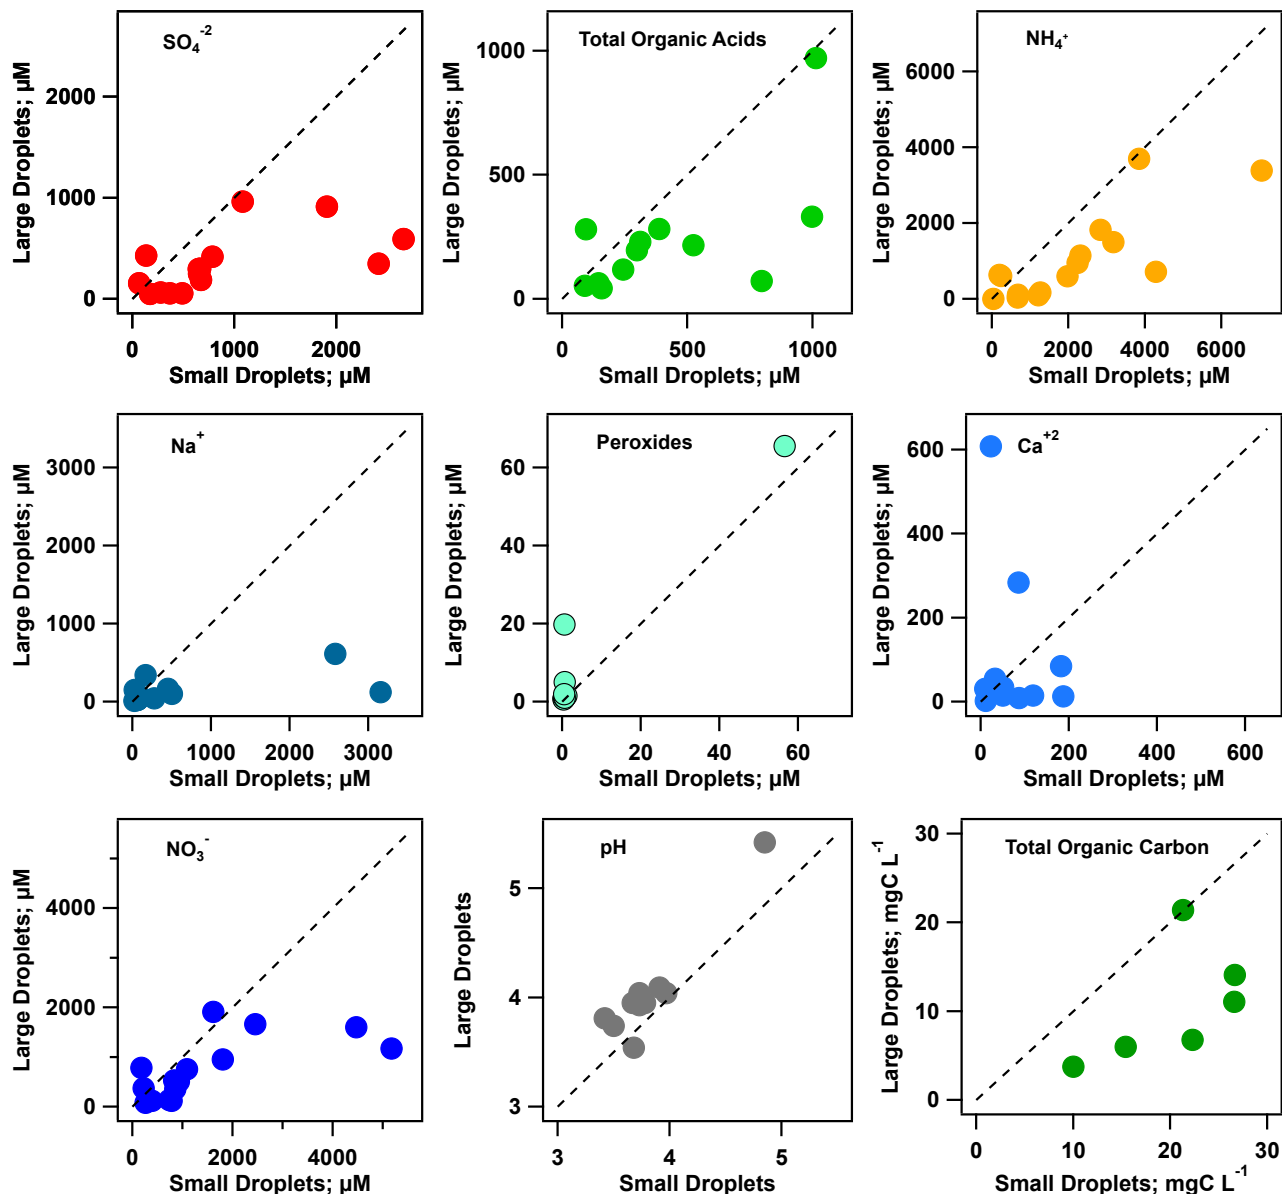 SO₄⁻²
Large Droplets; µM
2000
1000
0
0 1000 2000
Small Droplets; µM
Total Organic Acids
Large Droplets; µM
1000
500
0
0 500 1000
Small Droplets; µM
NH₄⁺
Large Droplets; µM
6000
4000
2000
0
0 2000 4000 6000
Small Droplets; µM
Na⁺
Large Droplets; µM
3000
2000
1000
0
0 1000 2000 3000
Small Droplets; µM
Peroxides
Large Droplets; µM
60
40
20
0
0 20 40 60
Small Droplets; µM
Ca⁺²
Large Droplets; µM
600
400
200
0
0 200 400 600
Small Droplets; µM
NO₃⁻
Large Droplets; µM
4000
2000
0
0 2000 4000
Small Droplets; µM
pH
Large Droplets
5
4
3
3 4 5
Small Droplets
Total Organic Carbon
Large Droplets; mgC L⁻¹
30
20
10
0
0 10 20 30
Small Droplets; mgC L⁻¹